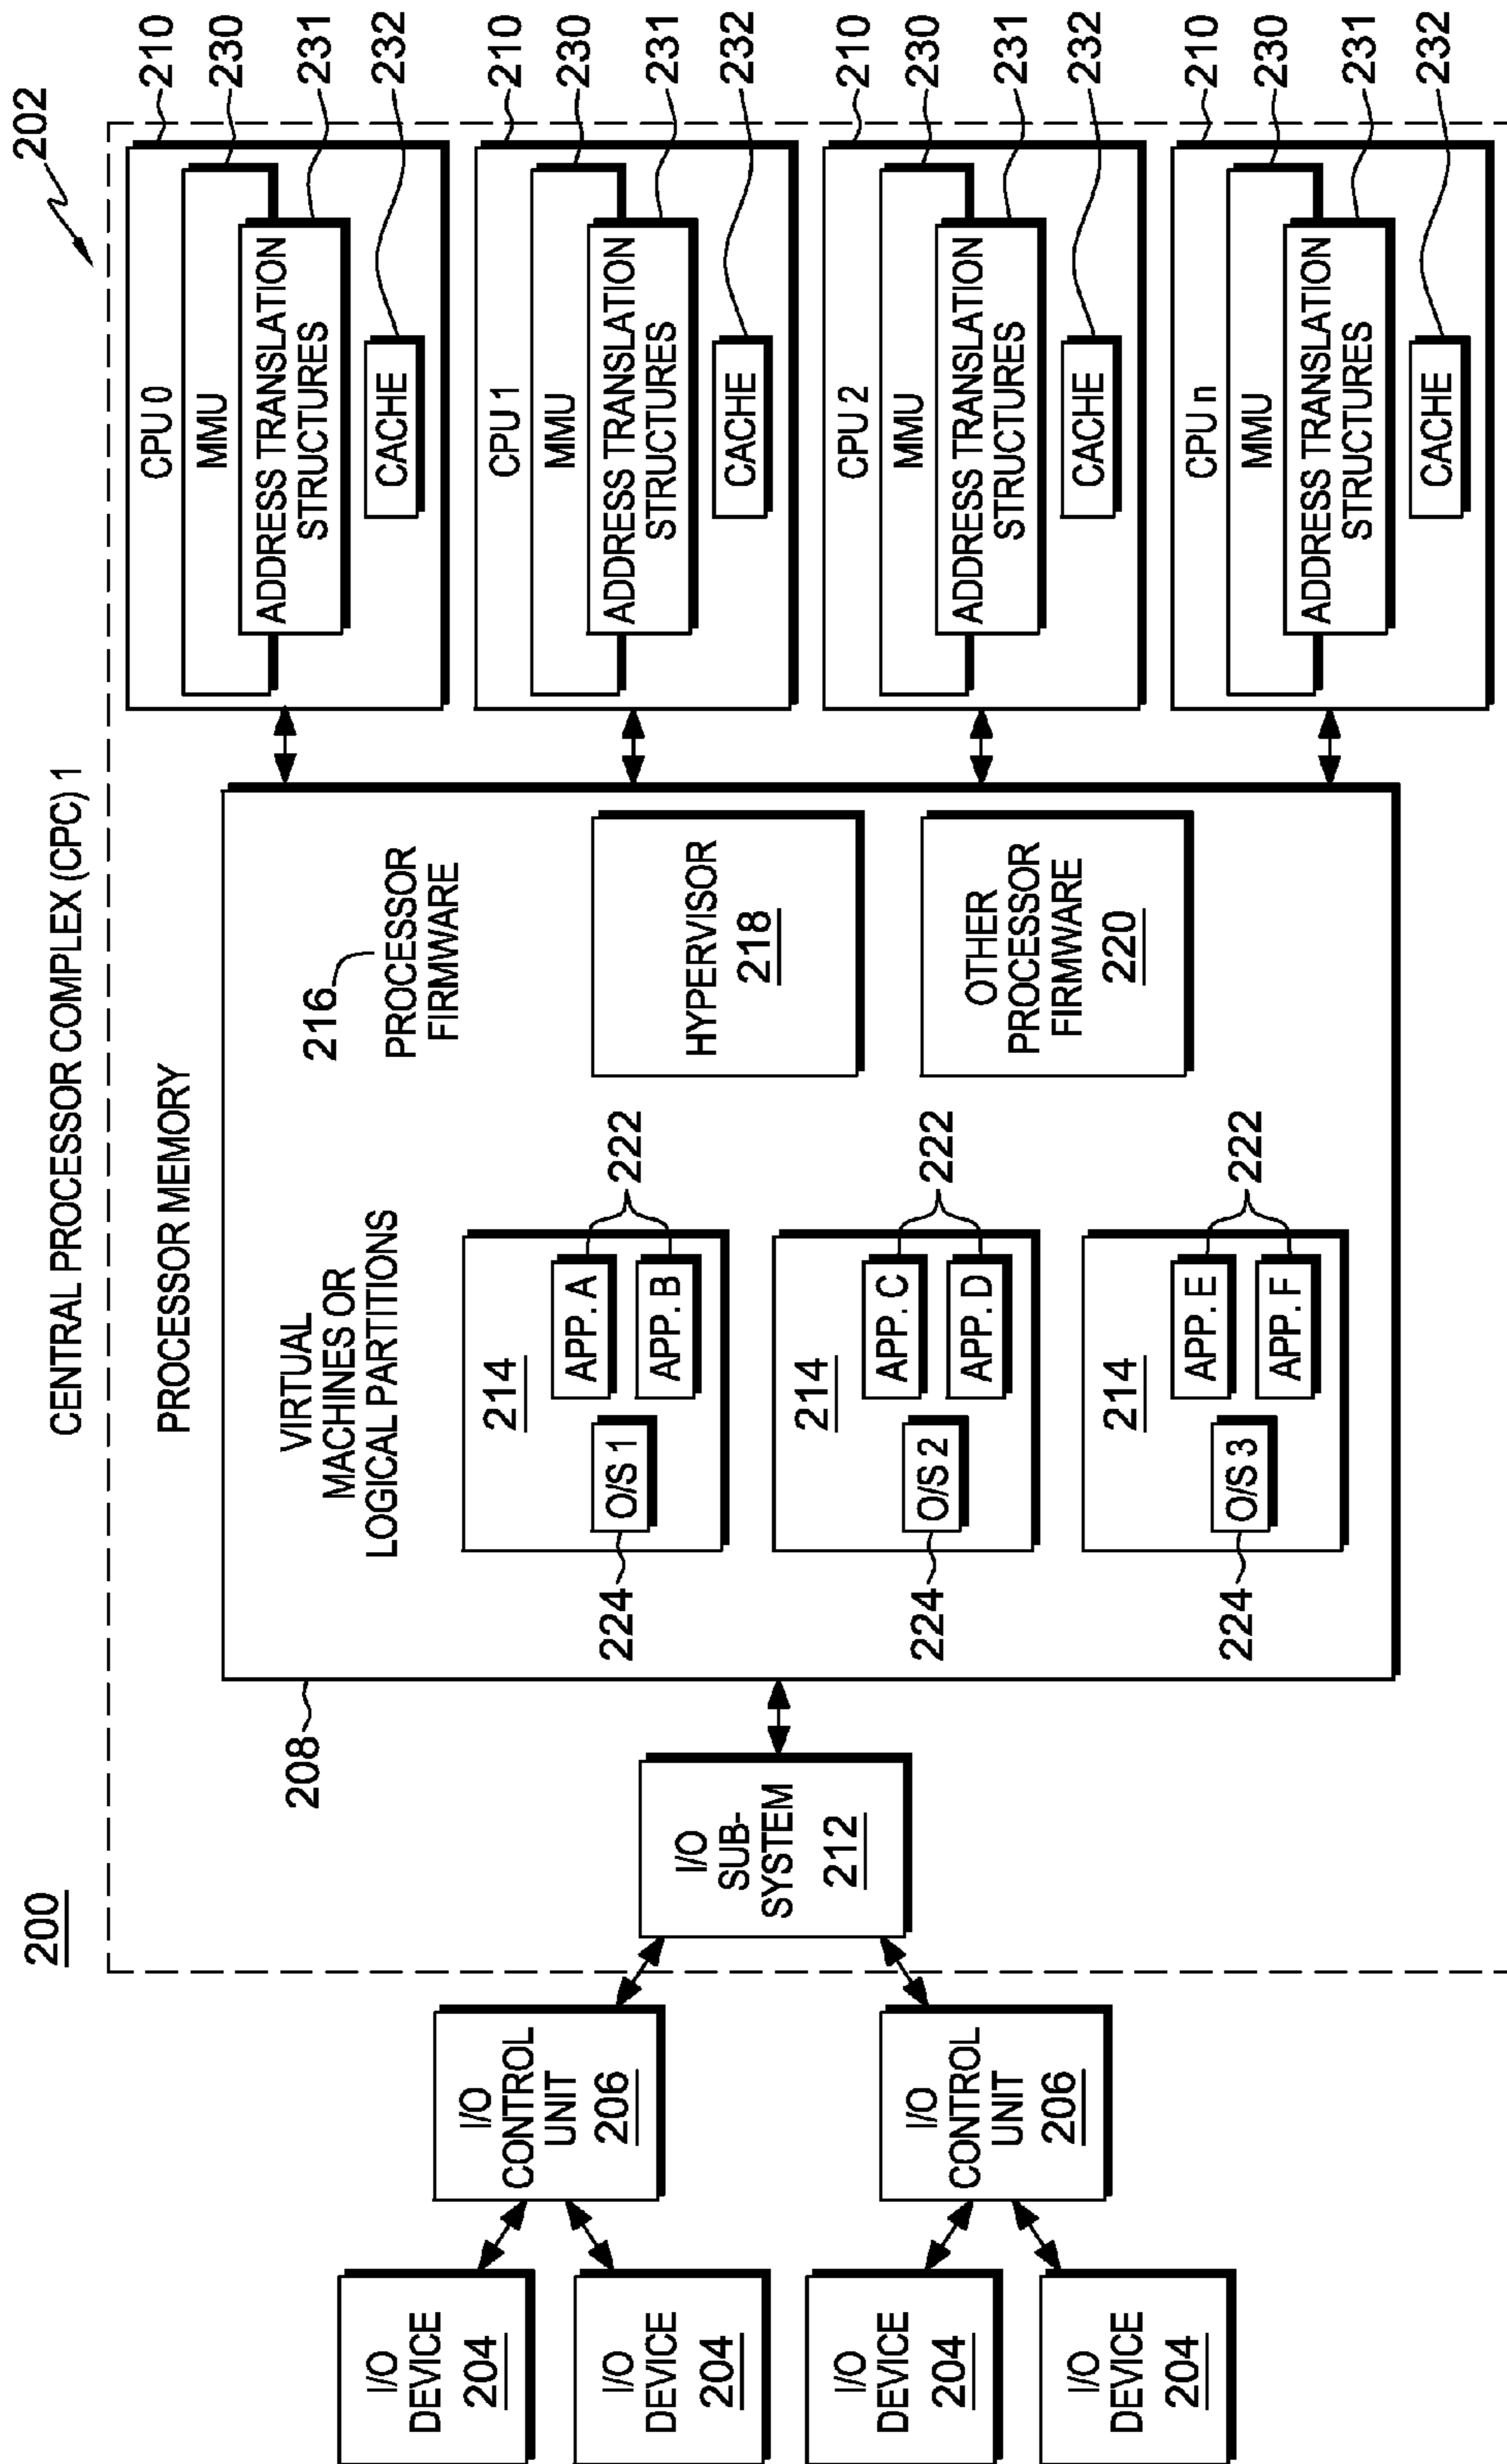 200
202
CENTRAL PROCESSOR COMPLEX (CPC) 1
I/O
DEVICE
204
I/O
DEVICE
204
I/O
DEVICE
204
I/O
DEVICE
204
I/O
CONTROL
UNIT
206
I/O
CONTROL
UNIT
206
I/O
SUB-
SYSTEM
212
208
PROCESSOR MEMORY
VIRTUAL
MACHINES OR
LOGICAL PARTITIONS
214
O/S 1
APP. A
APP. B
224
222
214
O/S 2
APP. C
APP. D
224
222
214
O/S 3
APP. E
APP. F
224
222
216
PROCESSOR
FIRMWARE
HYPERVISOR
218
OTHER
PROCESSOR
FIRMWARE
220
CPU 0
MMU
ADDRESS TRANSLATION
STRUCTURES
CACHE
210
230
231
232
CPU 1
MMU
ADDRESS TRANSLATION
STRUCTURES
CACHE
210
230
231
232
CPU 2
MMU
ADDRESS TRANSLATION
STRUCTURES
CACHE
210
230
231
232
CPU n
MMU
ADDRESS TRANSLATION
STRUCTURES
CACHE
210
230
231
232